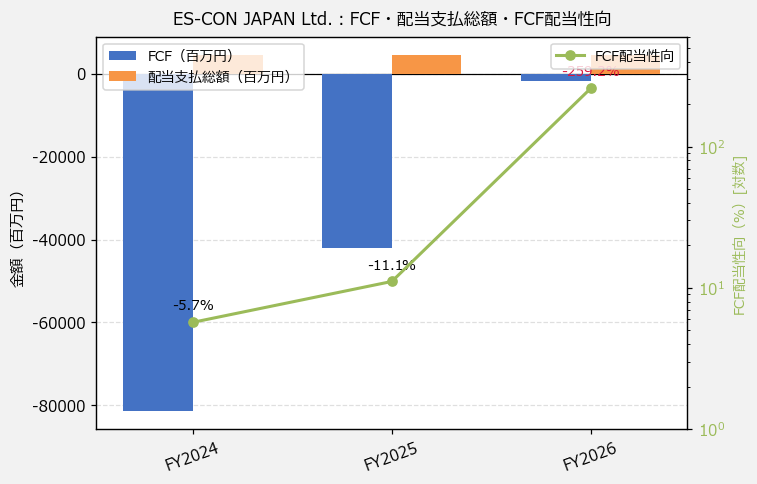 ES-CON JAPAN Ltd.：FCF・配当支払総額・FCF配当性向
FCF（百万円）
配当支払総額（百万円）
FCF配当性向
-259.2%
-11.1%
-5.7%
0
-20000
-40000
-60000
-80000
金額（百万円）
10²
10¹
10⁰
FCF配当性向（%）[対数]
FY2024
FY2025
FY2026